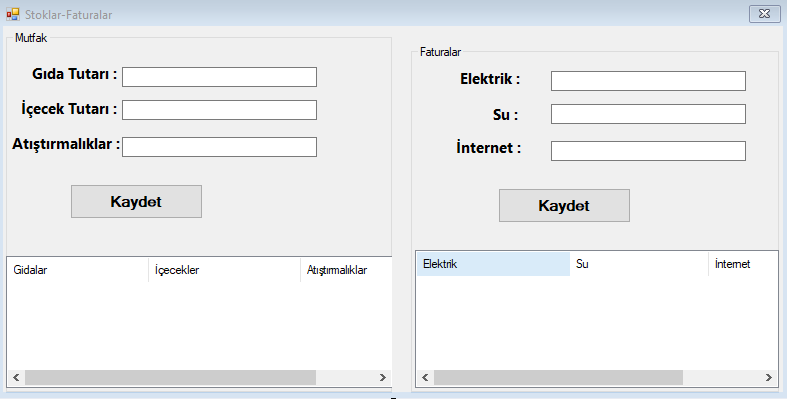 Stoklar-Faturalar
Mutfak
Gıda Tutarı :
İçecek Tutarı :
Atıştırmalıklar :
Kaydet
Gidalar İçecekler Atıştırmalıklar
Faturalar
Elektrik :
Su :
İnternet :
Kaydet
Elektrik Su İnternet